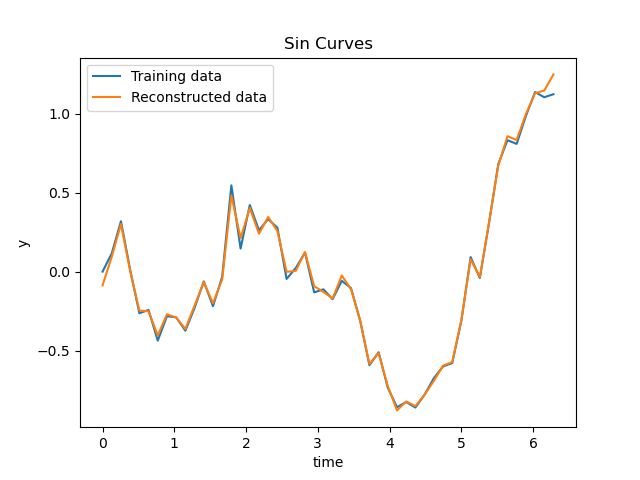 Sin Curves
Training data
Reconstructed data
1.0
0.5
0.0
−0.5
y
0 1 2 3 4 5 6
time